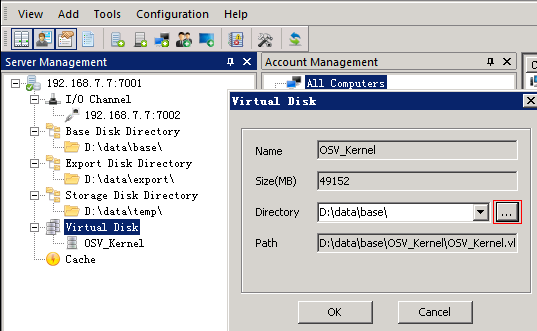 View Add Tools Configuration Help
Server Management
Account Management
192.168.7.7:7001
I/O Channel
192.168.7.7:7002
Base Disk Directory
D:\data\base\
Export Disk Directory
D:\data\export\
Storage Disk Directory
D:\data\temp\
Virtual Disk
OSV_Kernel
Cache
All Computers
Virtual Disk
Name OSV_Kernel
Size(MB) 49152
Directory D:\data\base\ ...
Path D:\data\base\OSV_Kernel\OSV_Kernel.vl
OK Cancel